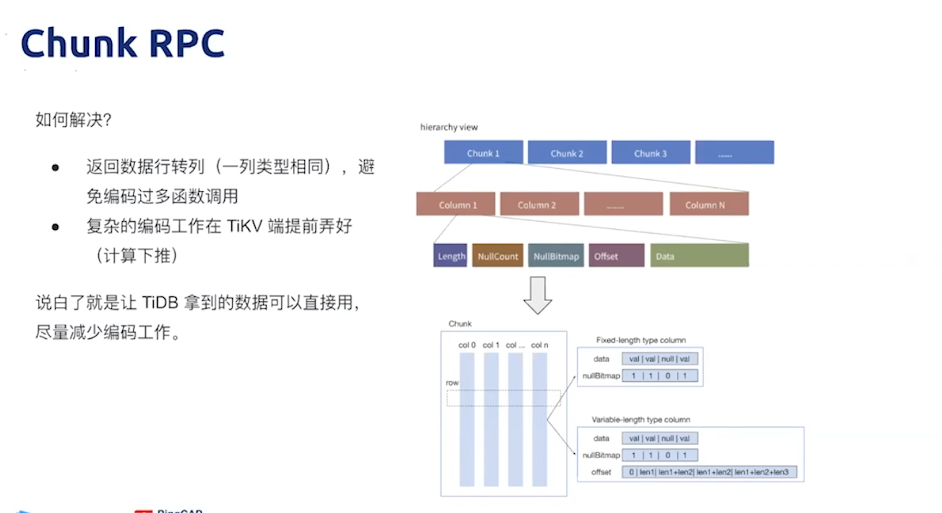 Chunk RPC
如何解决？
● 返回数据行转列（一列类型相同），避
免编码过多函数调用
● 复杂的编码工作在 TiKV 端提前弄好
（计算下推）
说白了就是让 TiDB 拿到的数据可以直接用，
尽量减少编码工作。
hierarchy view
Chunk 1 Chunk 2 Chunk 3 ........
Column 1 Column 2 ........ Column N
Length NullCount NullBitmap Offset Data
Chunk
col 0 col 1 col ... col n
row
Fixed-length type column
data val | val | null | val
nullBitmap 1 | 1 | 0 | 1
Variable-length type column
data val | val | null | val
nullBitmap 1 | 1 | 0 | 1
offset 0 | len1| len1+len2| len1+len2| len1+len2+len3
PingCAP